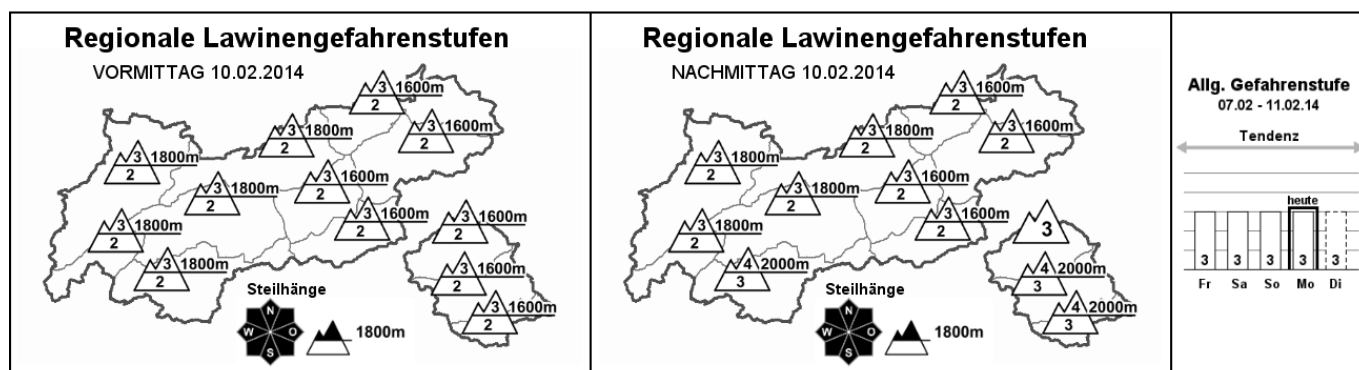 Regionale Lawinengefahrenstufen
VORMITTAG 10.02.2014
3 1600m
2
3 1800m
2
3 1600m
2
3 1800m
2
3 1800m
2
3 1600m
2
3 1800m
2
3 1600m
2
3 1600m
2
3 1800m
2
3 1600m
2
3 1600m
2
Steilhänge
N
W O
S
1800m
Regionale Lawinengefahrenstufen
NACHMITTAG 10.02.2014
3 1600m
2
3 1800m
2
3 1600m
2
3 1800m
2
3 1800m
2
3 1600m
2
3 1800m
2
3 1600m
2
3
4 2000m
3
4 2000m
3
4 2000m
3
Steilhänge
N
W O
S
1800m
Allg. Gefahrenstufe
07.02 - 11.02.14
Tendenz
heute
3 3 3 3 3
Fr Sa So Mo Di